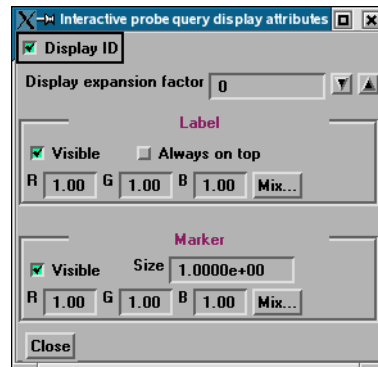 Interactive probe query display attributes
Display ID
Display expansion factor 0
Label
Visible Always on top
R 1.00 G 1.00 B 1.00 Mix...
Marker
Visible Size 1.0000e+00
R 1.00 G 1.00 B 1.00 Mix...
Close